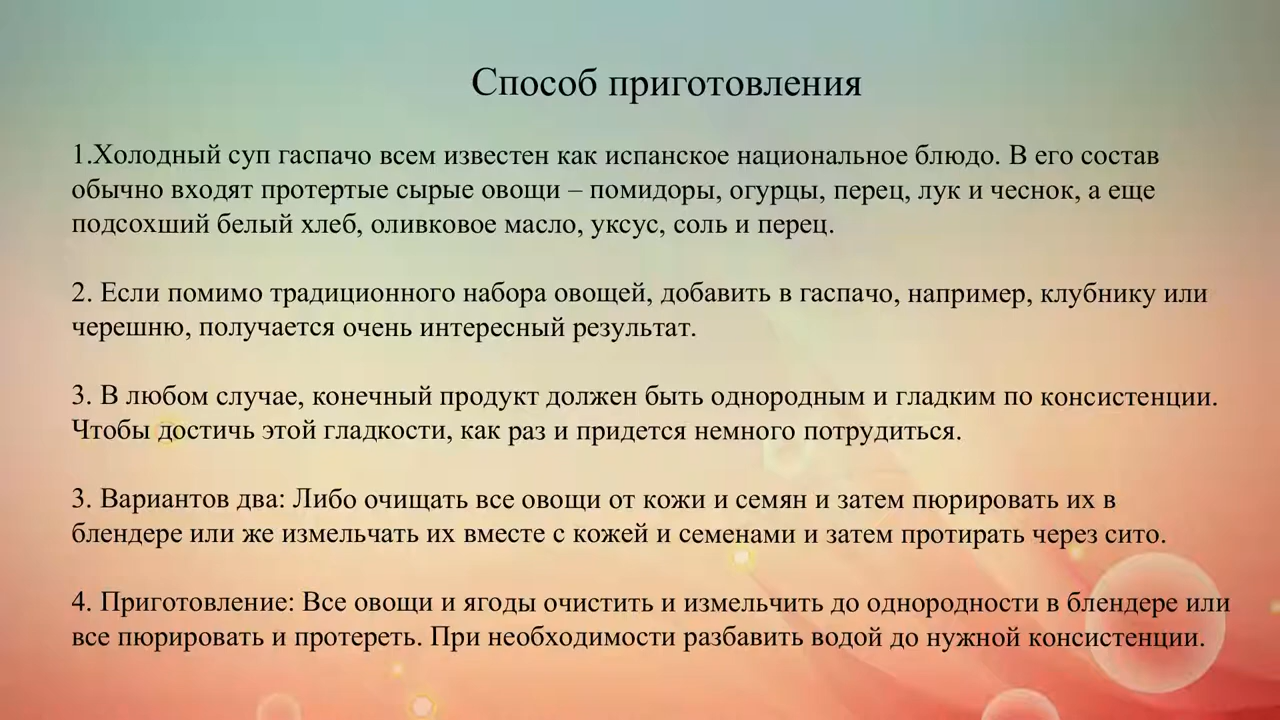 Способ приготовления
1.Холодный суп гаспачо всем известен как испанское национальное блюдо. В его состав
обычно входят протертые сырые овощи – помидоры, огурцы, перец, лук и чеснок, а еще
подсохший белый хлеб, оливковое масло, уксус, соль и перец.
2. Если помимо традиционного набора овощей, добавить в гаспачо, например, клубнику или
черешню, получается очень интересный результат.
3. В любом случае, конечный продукт должен быть однородным и гладким по консистенции.
Чтобы достичь этой гладкости, как раз и придется немного потрудиться.
3. Вариантов два: Либо очищать все овощи от кожи и семян и затем пюрировать их в
блендере или же измельчать их вместе с кожей и семенами и затем протирать через сито.
4. Приготовление: Все овощи и ягоды очистить и измельчить до однородности в блендере или
все пюрировать и протереть. При необходимости разбавить водой до нужной консистенции.